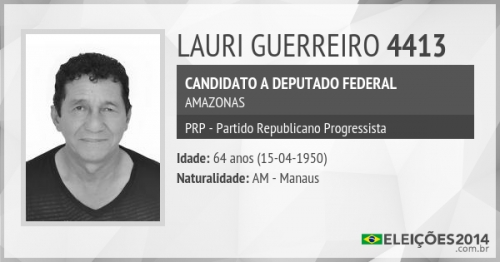 LAURI GUERREIRO 4413
CANDIDATO A DEPUTADO FEDERAL
AMAZONAS
PRP - Partido Republicano Progressista
Idade: 64 anos (15-04-1950)
Naturalidade: AM - Manaus
ELEIÇÕES2014
.com.br